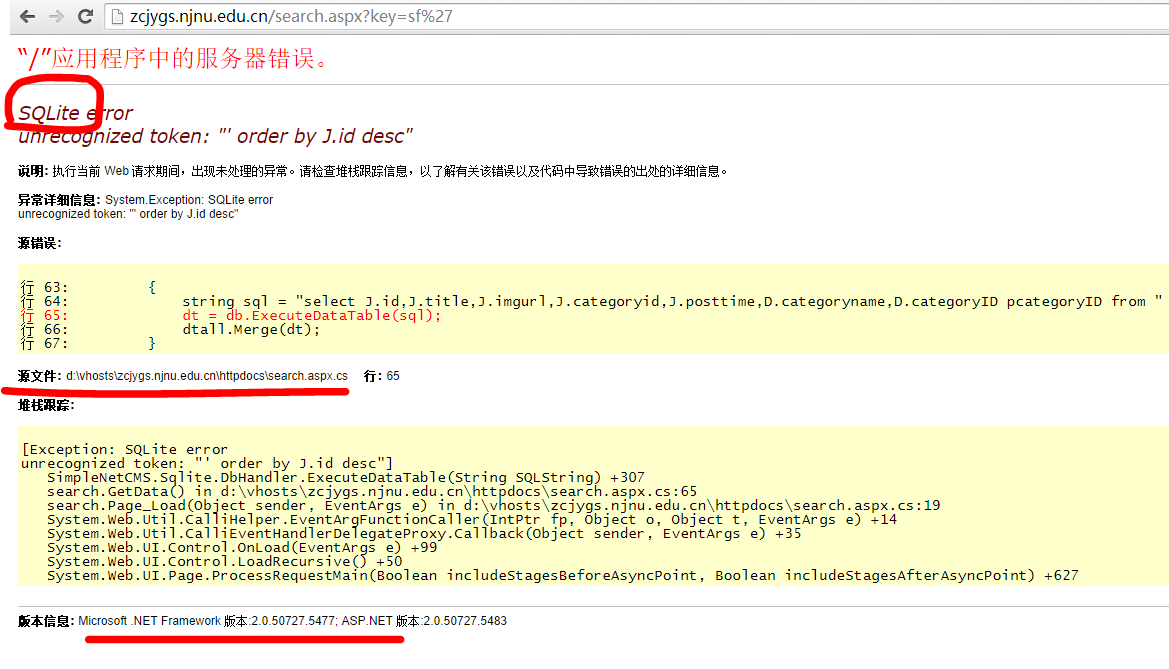 zcjygs.njnu.edu.cn/search.aspx?key=sf%27
“/”应用程序中的服务器错误。
SQLite error
unrecognized token: "' order by J.id desc"
说明: 执行当前 Web 请求期间，出现未处理的异常。请检查堆栈跟踪信息，以了解有关该错误以及代码中导致错误的出处的详细信息。
异常详细信息: System.Exception: SQLite error
unrecognized token: "' order by J.id desc"
源错误:
行 63:         {
行 64:             string sql = "select J.id,J.title,J.imgurl,J.categoryid,J.posttime,D.categoryname,D.categoryID pcategoryID from "
行 65:             dt = db.ExecuteDataTable(sql);
行 66:             dtall.Merge(dt);
行 67:         }
源文件: d:\vhosts\zcjygs.njnu.edu.cn\httpdocs\search.aspx.cs    行: 65
堆栈跟踪:
[Exception: SQLite error
unrecognized token: "' order by J.id desc"]
SimpleNetCMS.Sqlite.DbHandler.ExecuteDataTable(String SQLString) +307
search.GetData() in d:\vhosts\zcjygs.njnu.edu.cn\httpdocs\search.aspx.cs:65
search.Page_Load(Object sender, EventArgs e) in d:\vhosts\zcjygs.njnu.edu.cn\httpdocs\search.aspx.cs:19
System.Web.Util.CalliHelper.EventArgFunctionCaller(IntPtr fp, Object o, Object t, EventArgs e) +14
System.Web.Util.CalliEventHandlerDelegateProxy.Callback(Object sender, EventArgs e) +35
System.Web.UI.Control.OnLoad(EventArgs e) +99
System.Web.UI.Control.LoadRecursive() +50
System.Web.UI.Page.ProcessRequestMain(Boolean includeStagesBeforeAsyncPoint, Boolean includeStagesAfterAsyncPoint) +627
版本信息: Microsoft .NET Framework 版本:2.0.50727.5477; ASP.NET 版本:2.0.50727.5483